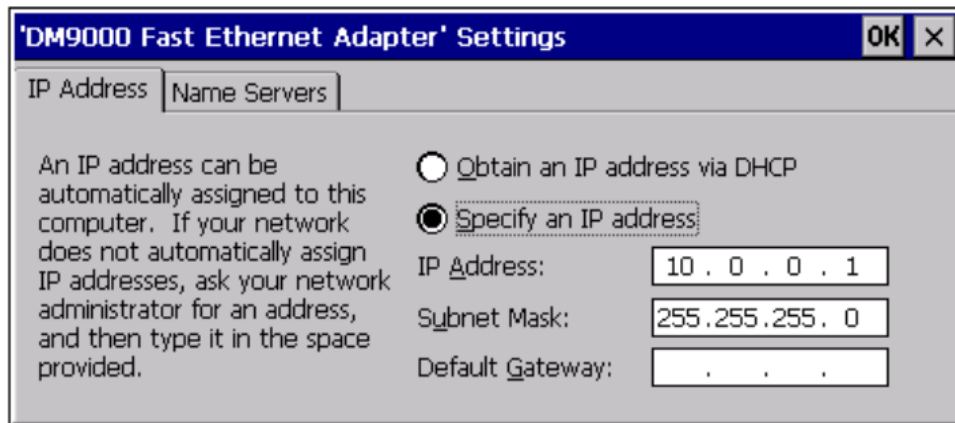 'DM9000 Fast Ethernet Adapter' Settings OK ×
IP Address Name Servers
An IP address can be
automatically assigned to this
computer. If your network
does not automatically assign
IP addresses, ask your network
administrator for an address,
and then type it in the space
provided.
Obtain an IP address via DHCP
Specify an IP address
IP Address: 10 . 0 . 0 . 1
Subnet Mask: 255.255.255. 0
Default Gateway: . . .